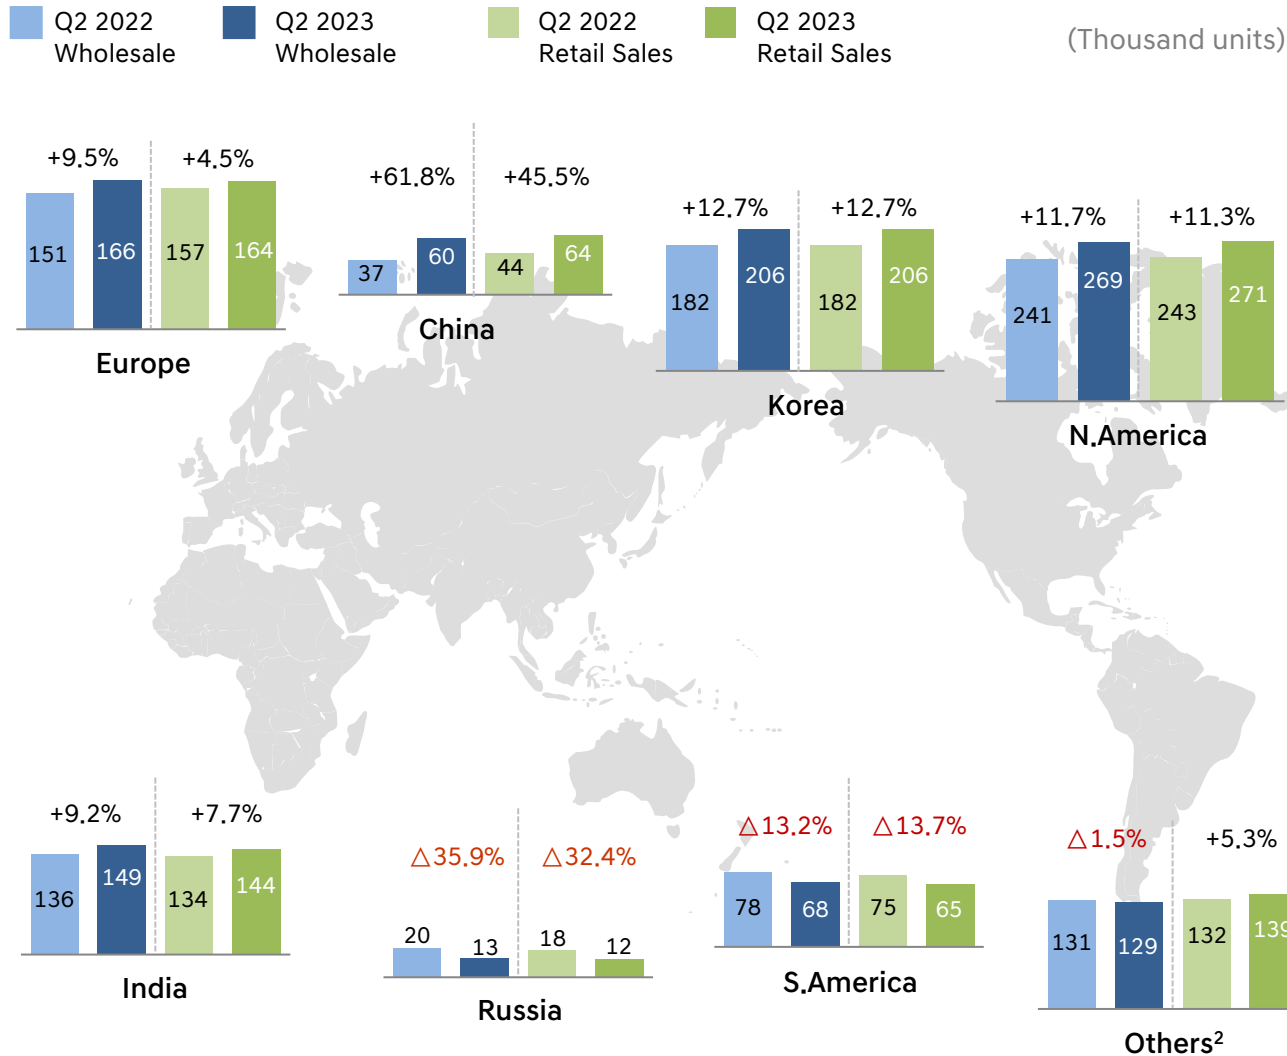 Q2 2022
Wholesale
Q2 2023
Wholesale
Q2 2022
Retail Sales
Q2 2023
Retail Sales
(Thousand units)
+9.5%
+4.5%
151
166
157
164
Europe
+61.8%
+45.5%
37
60
44
64
China
+12.7%
+12.7%
182
206
182
206
Korea
+11.7%
+11.3%
241
269
243
271
N.America
+9.2%
+7.7%
136
149
134
144
India
△35.9%
△32.4%
20
13
18
12
Russia
△13.2%
△13.7%
78
68
75
65
S.America
△1.5%
+5.3%
131
129
132
139
Others²